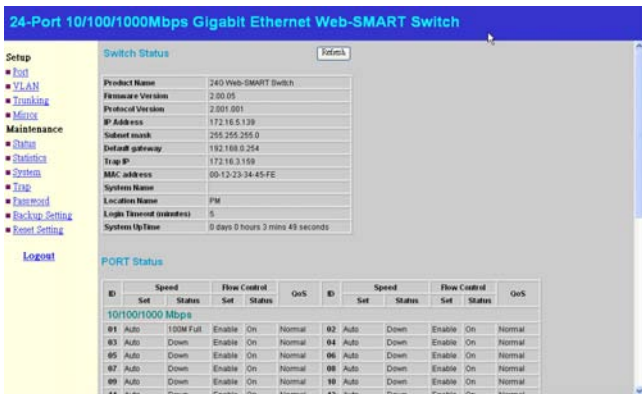 24-Port 10/100/1000Mbps Gigabit Ethernet Web-SMART Switch
Setup
Port
VLAN
Trunking
Mirror
Maintenance
Status
Statistics
System
Trap
Password
Backup Setting
Reset Setting
Logout
Switch Status Refresh
Product Name 24G Web-SMART Switch
Firmware Version 2.00.05
Protocol Version 2.001.001
IP Address 172.16.5.139
Subnet mask 255.255.255.0
Default gateway 192.168.0.254
Trap IP 172.16.3.159
MAC address 00-12-23-34-45-FE
System Name
Location Name PM
Login Timeout (minutes) 5
System UpTime 0 days 0 hours 3 mins 49 seconds
PORT Status
ID Speed Flow Control QoS ID Speed Flow Control QoS
Set Status Set Status Set Status Set Status
10/100/1000 Mbps
01 Auto 100M Full Enable On Normal 02 Auto Down Enable On Normal
03 Auto Down Enable On Normal 04 Auto Down Enable On Normal
05 Auto Down Enable On Normal 06 Auto Down Enable On Normal
07 Auto Down Enable On Normal 08 Auto Down Enable On Normal
09 Auto Down Enable On Normal 10 Auto Down Enable On Normal